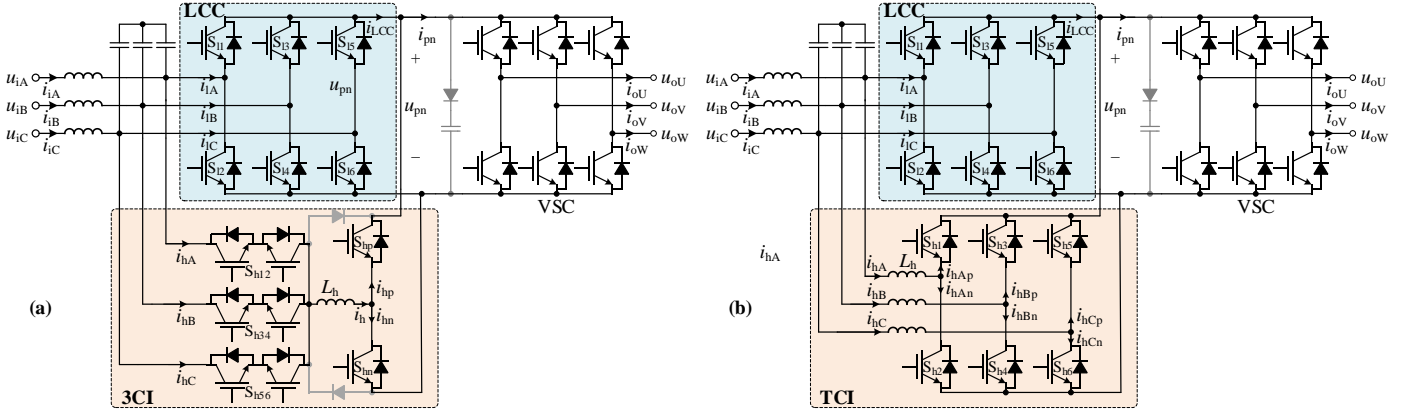 LCC
S_l1
S_l3
S_l5
i_LCC
i_pn
+
u_pn
u_pn
−
u_iA
i_iA
u_iB
i_iB
u_iC
i_iC
i_lA
i_lB
i_lC
S_l2
S_l4
S_l6
i_oU
u_oU
i_oV
u_oV
i_oW
u_oW
VSC
i_hA
S_h12
S_hp
L_h
i_hp
i_h
i_hn
(a)
i_hB
S_h34
i_hC
S_h56
S_hn
3CI
LCC
S_l1
S_l3
S_l5
i_LCC
i_pn
+
u_pn
−
u_iA
i_iA
u_iB
i_iB
u_iC
i_iC
i_lA
i_lB
i_lC
S_l2
S_l4
S_l6
i_oU
u_oU
i_oV
u_oV
i_oW
u_oW
VSC
i_hA
S_h1
S_h3
S_h5
i_hA
L_h
i_hAp
i_hAn
i_hB
i_hBp
i_hBn
(b)
i_hC
i_hCp
i_hCn
S_h2
S_h4
S_h6
TCI